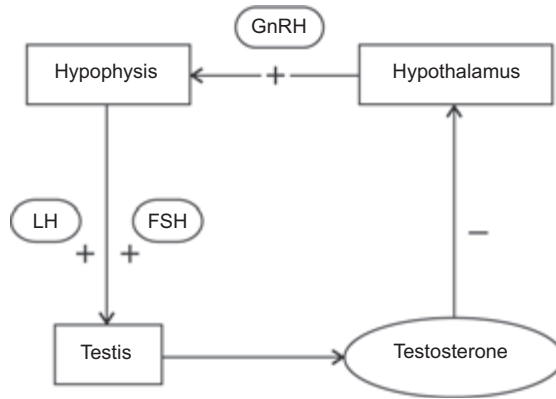 GnRH
Hypophysis
+
Hypothalamus
LH
FSH
+ +
−
Testis
Testosterone